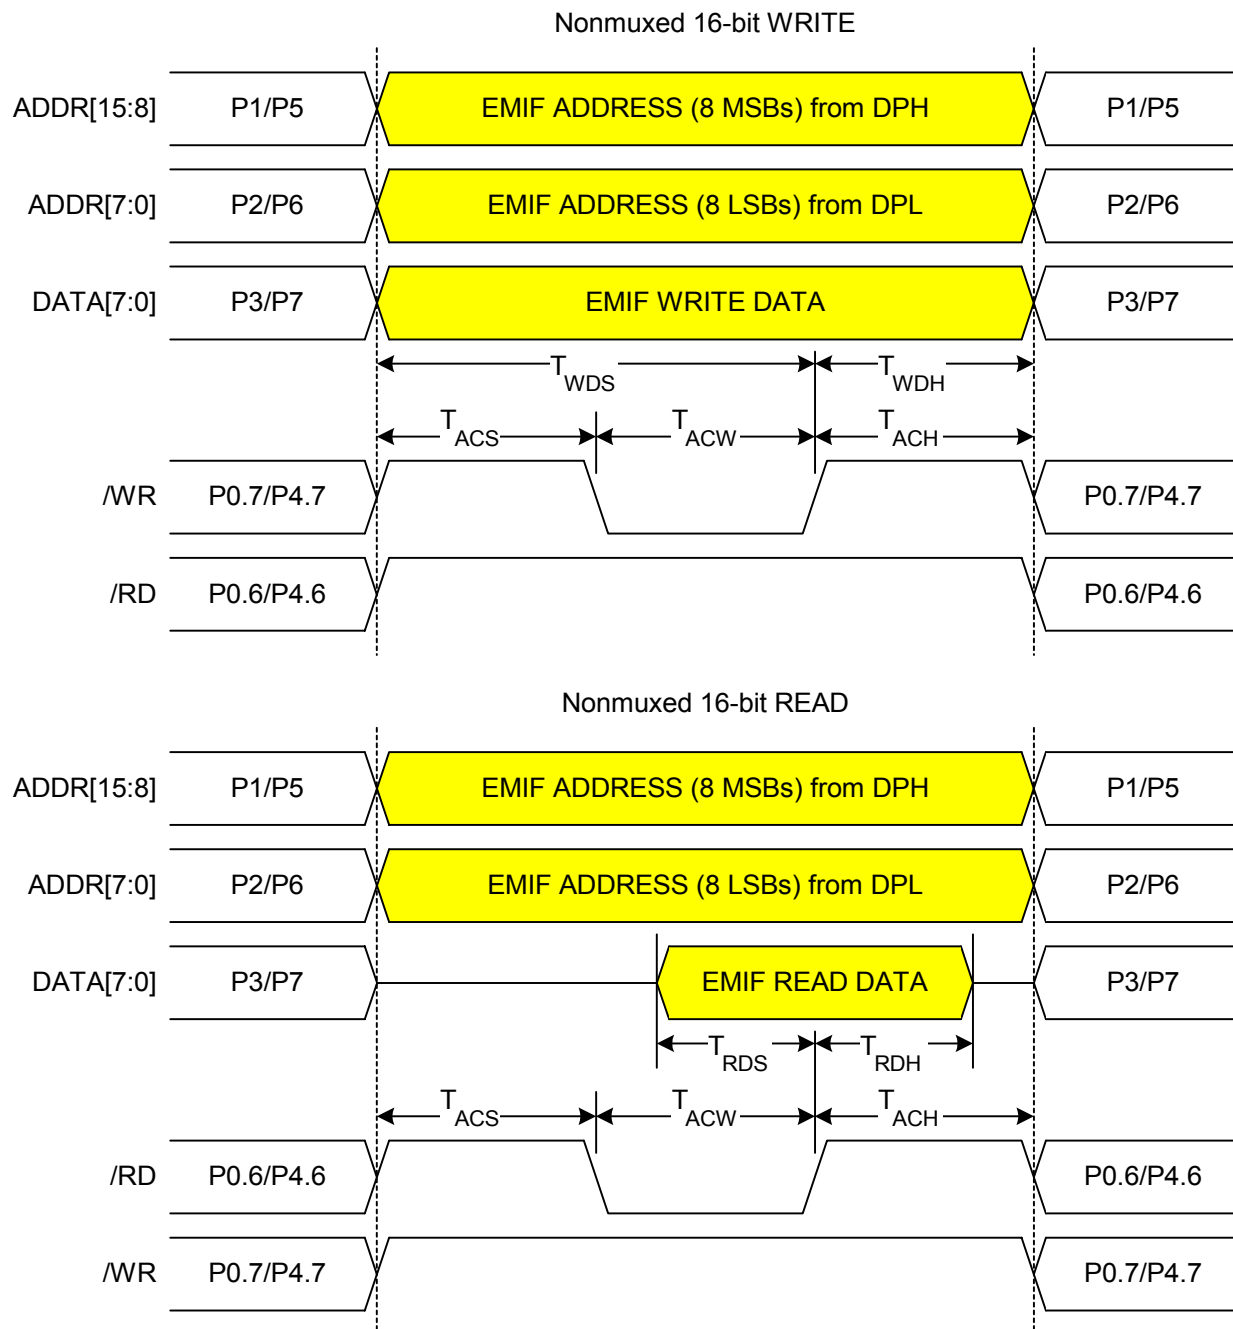 Nonmuxed 16-bit WRITE
ADDR[15:8] P1/P5 EMIF ADDRESS (8 MSBs) from DPH P1/P5
ADDR[7:0] P2/P6 EMIF ADDRESS (8 LSBs) from DPL P2/P6
DATA[7:0] P3/P7 EMIF WRITE DATA P3/P7
TWDS TWDH
TACS TACW TACH
/WR P0.7/P4.7 P0.7/P4.7
/RD P0.6/P4.6 P0.6/P4.6
Nonmuxed 16-bit READ
ADDR[15:8] P1/P5 EMIF ADDRESS (8 MSBs) from DPH P1/P5
ADDR[7:0] P2/P6 EMIF ADDRESS (8 LSBs) from DPL P2/P6
DATA[7:0] P3/P7 EMIF READ DATA P3/P7
TRDS TRDH
TACS TACW TACH
/RD P0.6/P4.6 P0.6/P4.6
/WR P0.7/P4.7 P0.7/P4.7